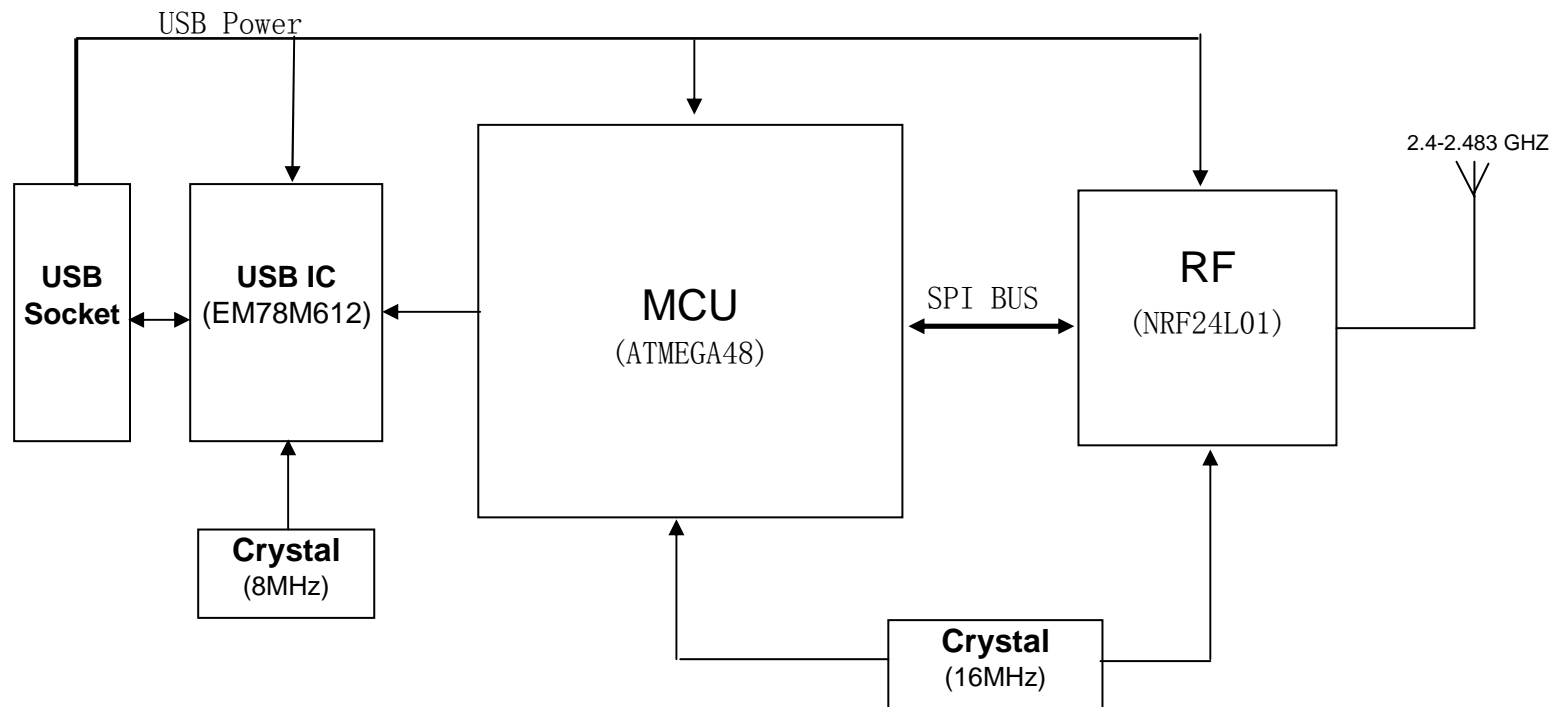 USB Power
2.4-2.483 GHZ
USB
Socket
USB IC
(EM78M612)
MCU
(ATMEGA48)
SPI BUS
RF
(NRF24L01)
Crystal
(8MHz)
Crystal
(16MHz)